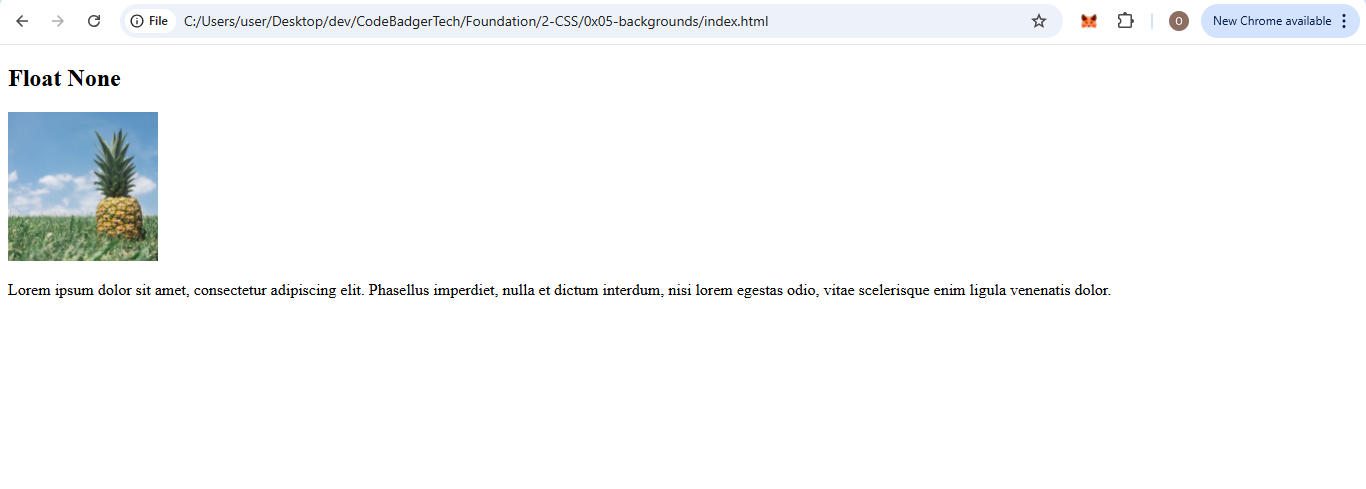 File C:/Users/user/Desktop/dev/CodeBadgerTech/Foundation/2-CSS/0x05-backgrounds/index.html O New Chrome available
Float None
Lorem ipsum dolor sit amet, consectetur adipiscing elit. Phasellus imperdiet, nulla et dictum interdum, nisi lorem egestas odio, vitae scelerisque enim ligula venenatis dolor.